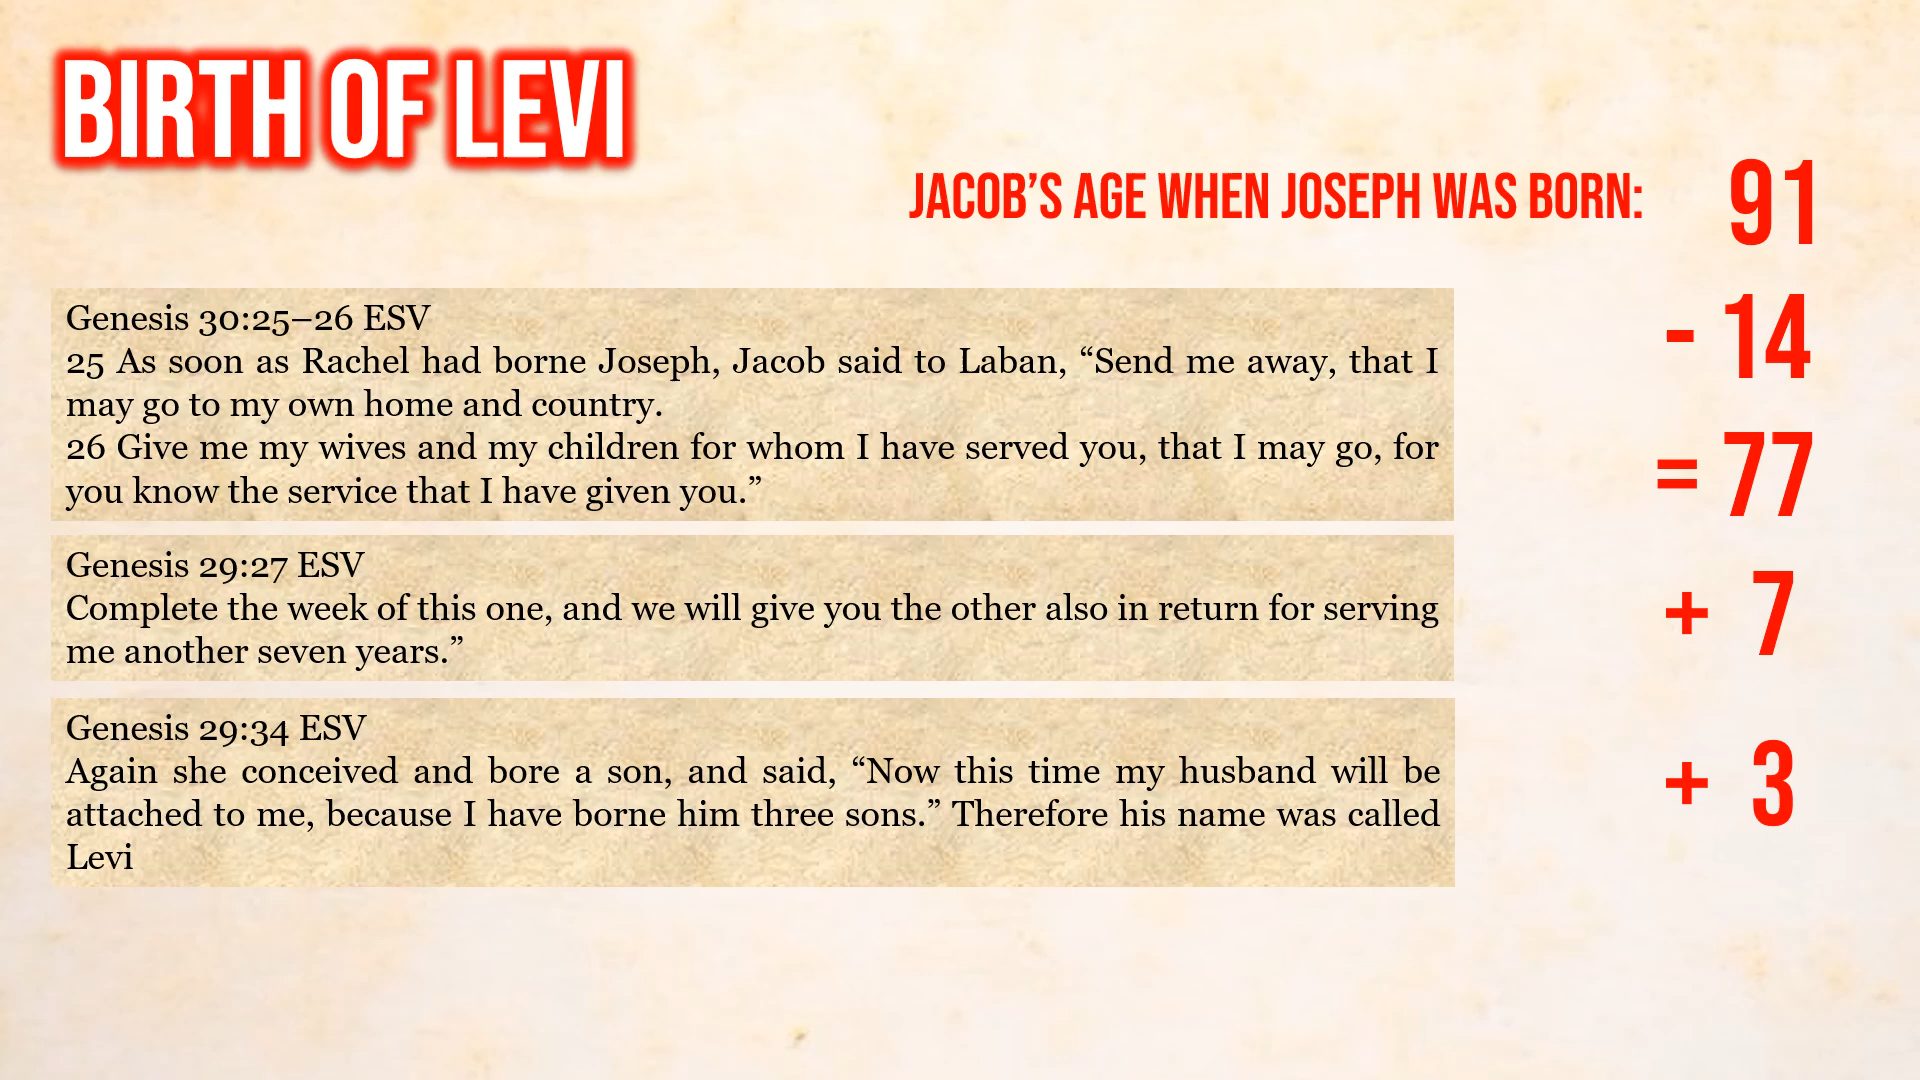 BIRTH OF LEVI
JACOB’S AGE WHEN JOSEPH WAS BORN: 91
Genesis 30:25–26 ESV
25 As soon as Rachel had borne Joseph, Jacob said to Laban, “Send me away, that I
may go to my own home and country.
26 Give me my wives and my children for whom I have served you, that I may go, for
you know the service that I have given you.”
- 14
= 77
Genesis 29:27 ESV
Complete the week of this one, and we will give you the other also in return for serving
me another seven years.”
+ 7
Genesis 29:34 ESV
Again she conceived and bore a son, and said, “Now this time my husband will be
attached to me, because I have borne him three sons.” Therefore his name was called
Levi
+ 3